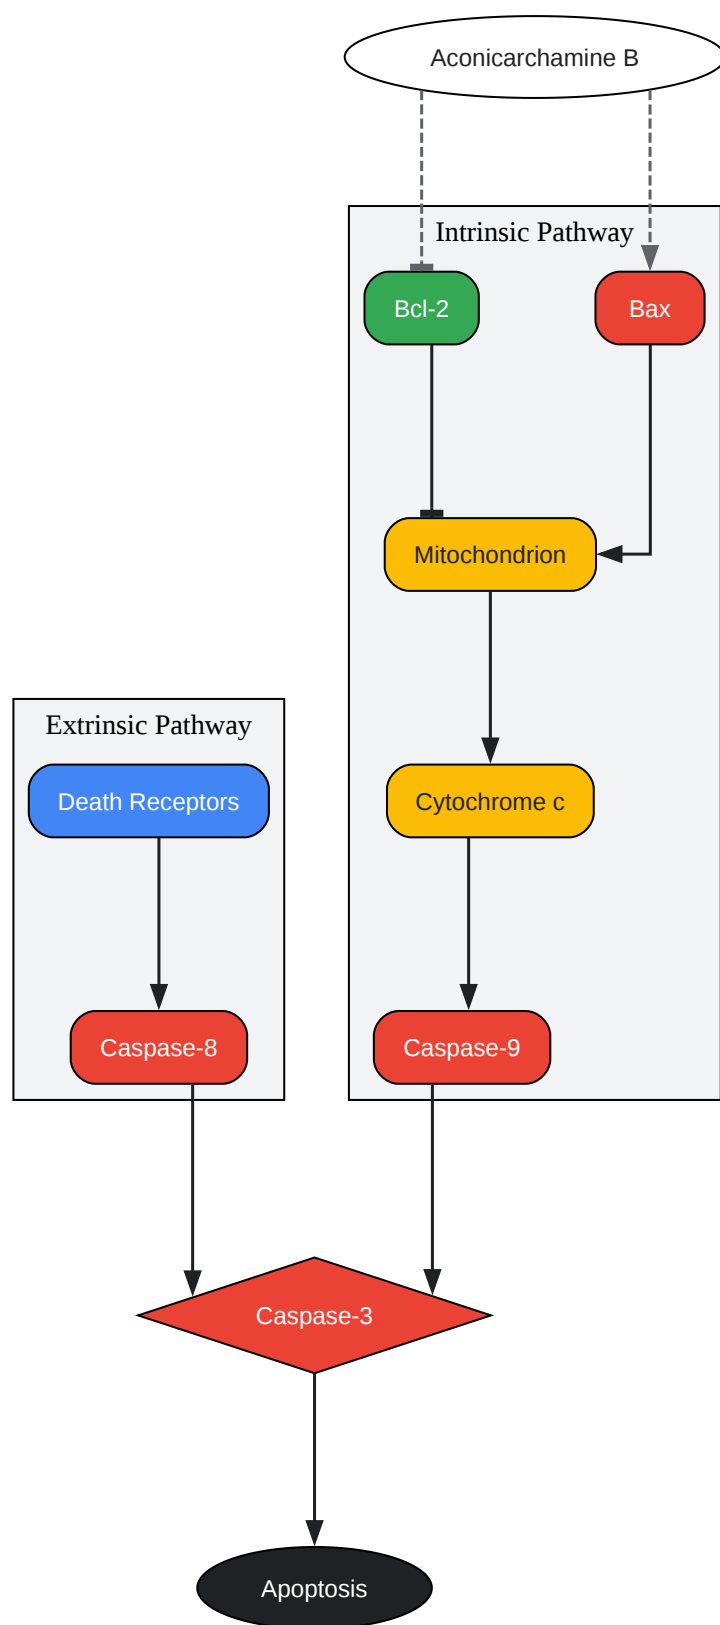 Aconicarchamine B
Intrinsic Pathway
Bcl-2
Bax
Mitochondrion
Extrinsic Pathway
Death Receptors
Cytochrome c
Caspase-8
Caspase-9
Caspase-3
Apoptosis